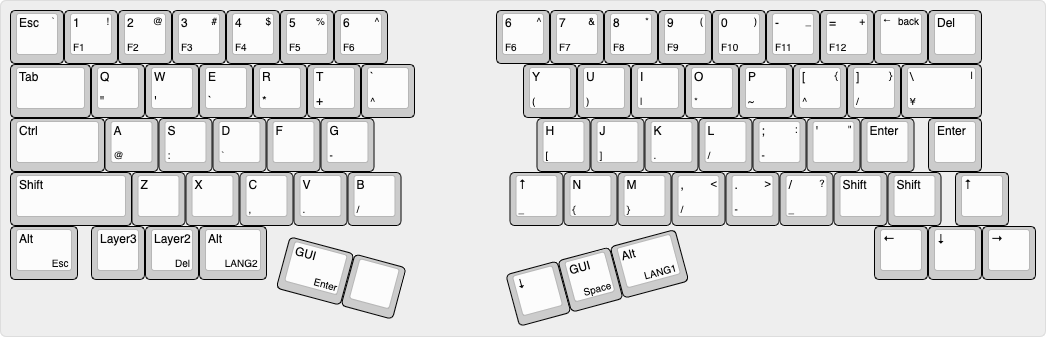 Esc ` 1 ! 2 @ 3 # 4 $ 5 % 6 ^ 6 ^ 7 & 8 * 9 ( 0 ) - _ = + ← back Del
F1 F2 F3 F4 F5 F6 F6 F7 F8 F9 F10 F11 F12
Tab Q W E R T ` Y U I O P [ { ] } \ |
" ' ` * + ^ ( ) | " ~ ^ / ¥
Ctrl A S D F G H J K L ; : ' " Enter Enter
@ : ` - [ ] . / -
Shift Z X C V B ↑ N M , < . > / ? Shift Shift ↑
, . / _ { } / - _
Alt Layer3 Layer2 Alt ← ↓ →
Esc Del LANG2
GUI
Enter
↓
GUI
Space
Alt
LANG1